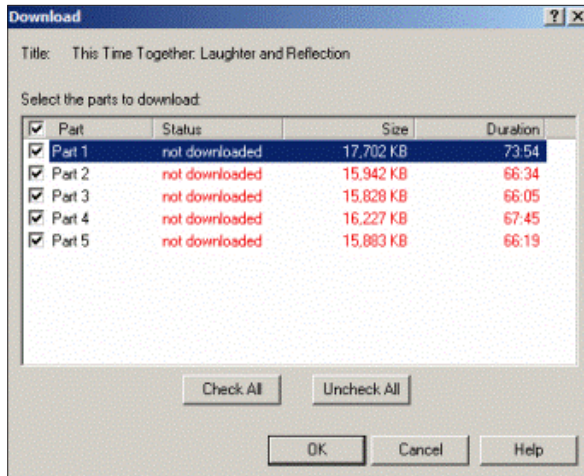 Download
Title: This Time Together: Laughter and Reflection
Select the parts to download:
Part Status Size Duration
Part 1 not downloaded 17,702 KB 73:54
Part 2 not downloaded 15,942 KB 66:34
Part 3 not downloaded 15,828 KB 66:05
Part 4 not downloaded 16,227 KB 67:45
Part 5 not downloaded 15,883 KB 66:19
Check All Uncheck All
OK Cancel Help